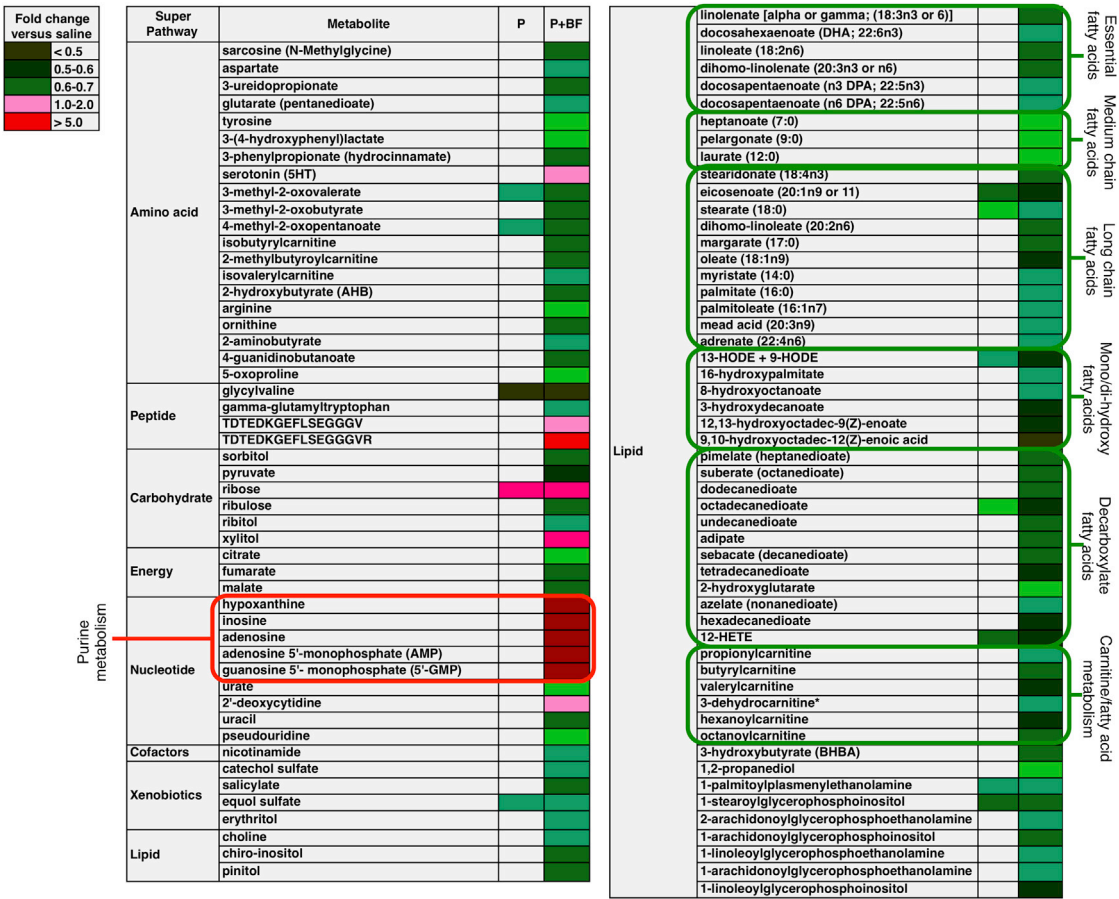 Fold change
versus saline
< 0.5
0.5-0.6
0.6-0.7
1.0-2.0
> 5.0
Super
Pathway
Metabolite
P
P+BF
Amino acid
sarcosine (N-Methylglycine)
aspartate
3-ureidopropionate
glutarate (pentanedioate)
tyrosine
3-(4-hydroxyphenyl)lactate
3-phenylpropionate (hydrocinnamate)
serotonin (5HT)
3-methyl-2-oxovalerate
3-methyl-2-oxobutyrate
4-methyl-2-oxopentanoate
isobutyrylcarnitine
2-methylbutyroylcarnitine
isovalerylcarnitine
2-hydroxybutyrate (AHB)
arginine
ornithine
2-aminobutyrate
4-guanidinobutanoate
5-oxoproline
Peptide
glycylvaline
gamma-glutamyltryptophan
TDTEDKGEFLSEGGGV
TDTEDKGEFLSEGGGVR
Carbohydrate
sorbitol
pyruvate
ribose
ribulose
ribitol
xylitol
Energy
citrate
fumarate
malate
Purine
metabolism
Nucleotide
hypoxanthine
inosine
adenosine
adenosine 5'-monophosphate (AMP)
guanosine 5'- monophosphate (5'-GMP)
urate
2'-deoxycytidine
uracil
pseudouridine
Cofactors
nicotinamide
Xenobiotics
catechol sulfate
salicylate
equol sulfate
erythritol
Lipid
choline
chiro-inositol
pinitol
Lipid
linolenate [alpha or gamma; (18:3n3 or 6)]
docosahexaenoate (DHA; 22:6n3)
linoleate (18:2n6)
dihomo-linolenate (20:3n3 or n6)
docosapentaenoate (n3 DPA; 22:5n3)
docosapentaenoate (n6 DPA; 22:5n6)
Essential
fatty acids
heptanoate (7:0)
pelargonate (9:0)
laurate (12:0)
Medium chain
fatty acids
stearidonate (18:4n3)
eicosenoate (20:1n9 or 11)
stearate (18:0)
dihomo-linoleate (20:2n6)
margarate (17:0)
oleate (18:1n9)
myristate (14:0)
palmitate (16:0)
palmitoleate (16:1n7)
mead acid (20:3n9)
adrenate (22:4n6)
Long chain
fatty acids
13-HODE + 9-HODE
16-hydroxypalmitate
8-hydroxyoctanoate
3-hydroxydecanoate
12,13-hydroxyoctadec-9(Z)-enoate
9,10-hydroxyoctadec-12(Z)-enoic acid
Mono/di-hydroxy
fatty acids
pimelate (heptanedioate)
suberate (octanedioate)
dodecanedioate
octadecanedioate
undecanedioate
adipate
sebacate (decanedioate)
tetradecanedioate
2-hydroxyglutarate
azelate (nonanedioate)
hexadecanedioate
12-HETE
Decarboxylate
fatty acids
propionylcarnitine
butyrylcarnitine
valerylcarnitine
3-dehydrocarnitine*
hexanoylcarnitine
octanoylcarnitine
Carnitine/fatty acid
metabolism
3-hydroxybutyrate (BHBA)
1,2-propanediol
1-palmitoylplasmenylethanolamine
1-stearoylglycerophosphoinositol
2-arachidonoylglycerophosphoethanolamine
1-arachidonoylglycerophosphoinositol
1-linoleoylglycerophosphoethanolamine
1-arachidonoylglycerophosphoethanolamine
1-linoleoylglycerophosphoinositol